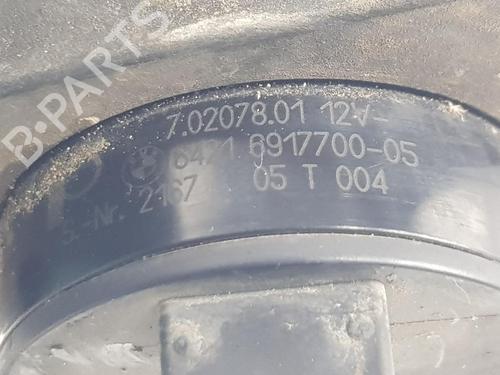 B-PARTS
7.02078.01 12V-
6421 6917700-05
S.-Nr. 2167 05 T 004